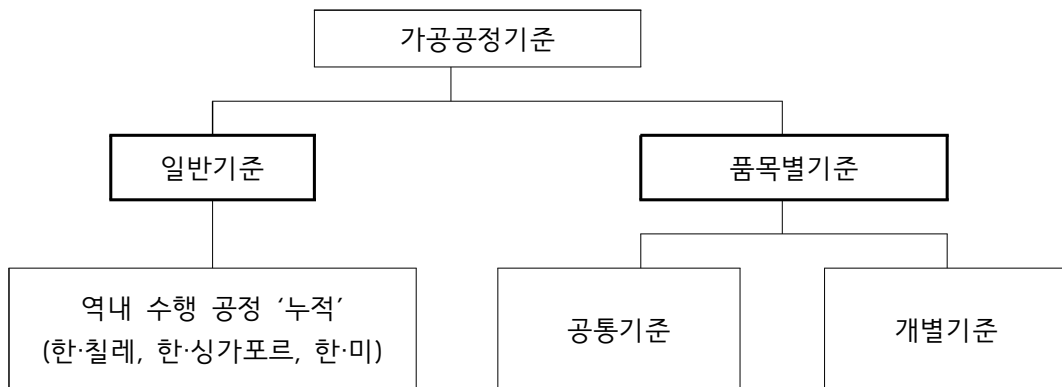 가공공정기준
일반기준
품목별기준
역내 수행 공정 ‘누적’
(한·칠레, 한·싱가포르, 한·미)
공통기준
개별기준